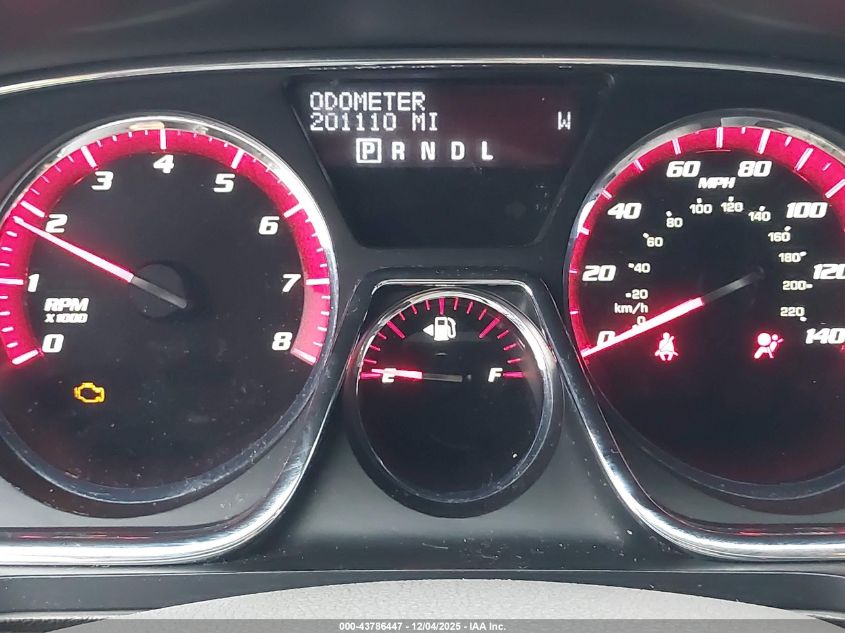 ODOMETER
201110 MI W
P R N D L
0 1 2 3 4 5 6 7 8
RPM
X 1000
E F
0 20 40 60 80 100 120 140
MPH
0 20 40 60 80 100 120 140 160 180 200 220
km/h
000-43786447 - 12/04/2025 - IAA Inc.